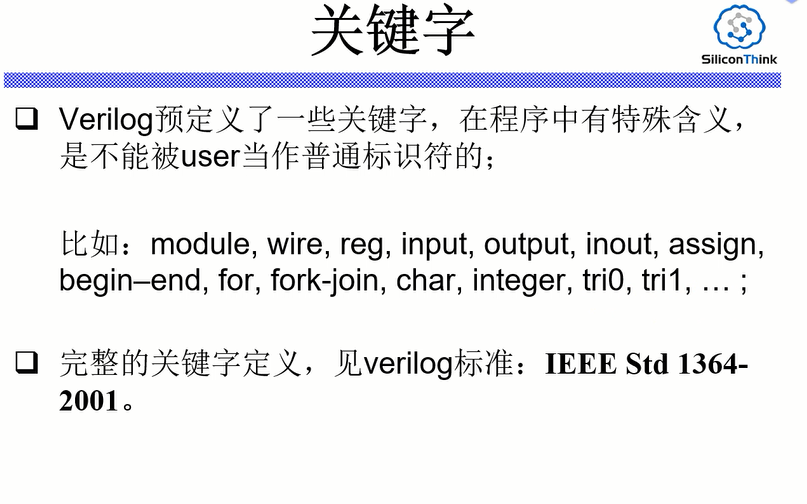 关键字
SiliconThink
Verilog预定义了一些关键字，在程序中有特殊含义，
是不能被user当作普通标识符的；
比如：module, wire, reg, input, output, inout, assign,
begin–end, for, fork-join, char, integer, tri0, tri1, … ;
完整的关键字定义，见verilog标准：IEEE Std 1364-
2001。